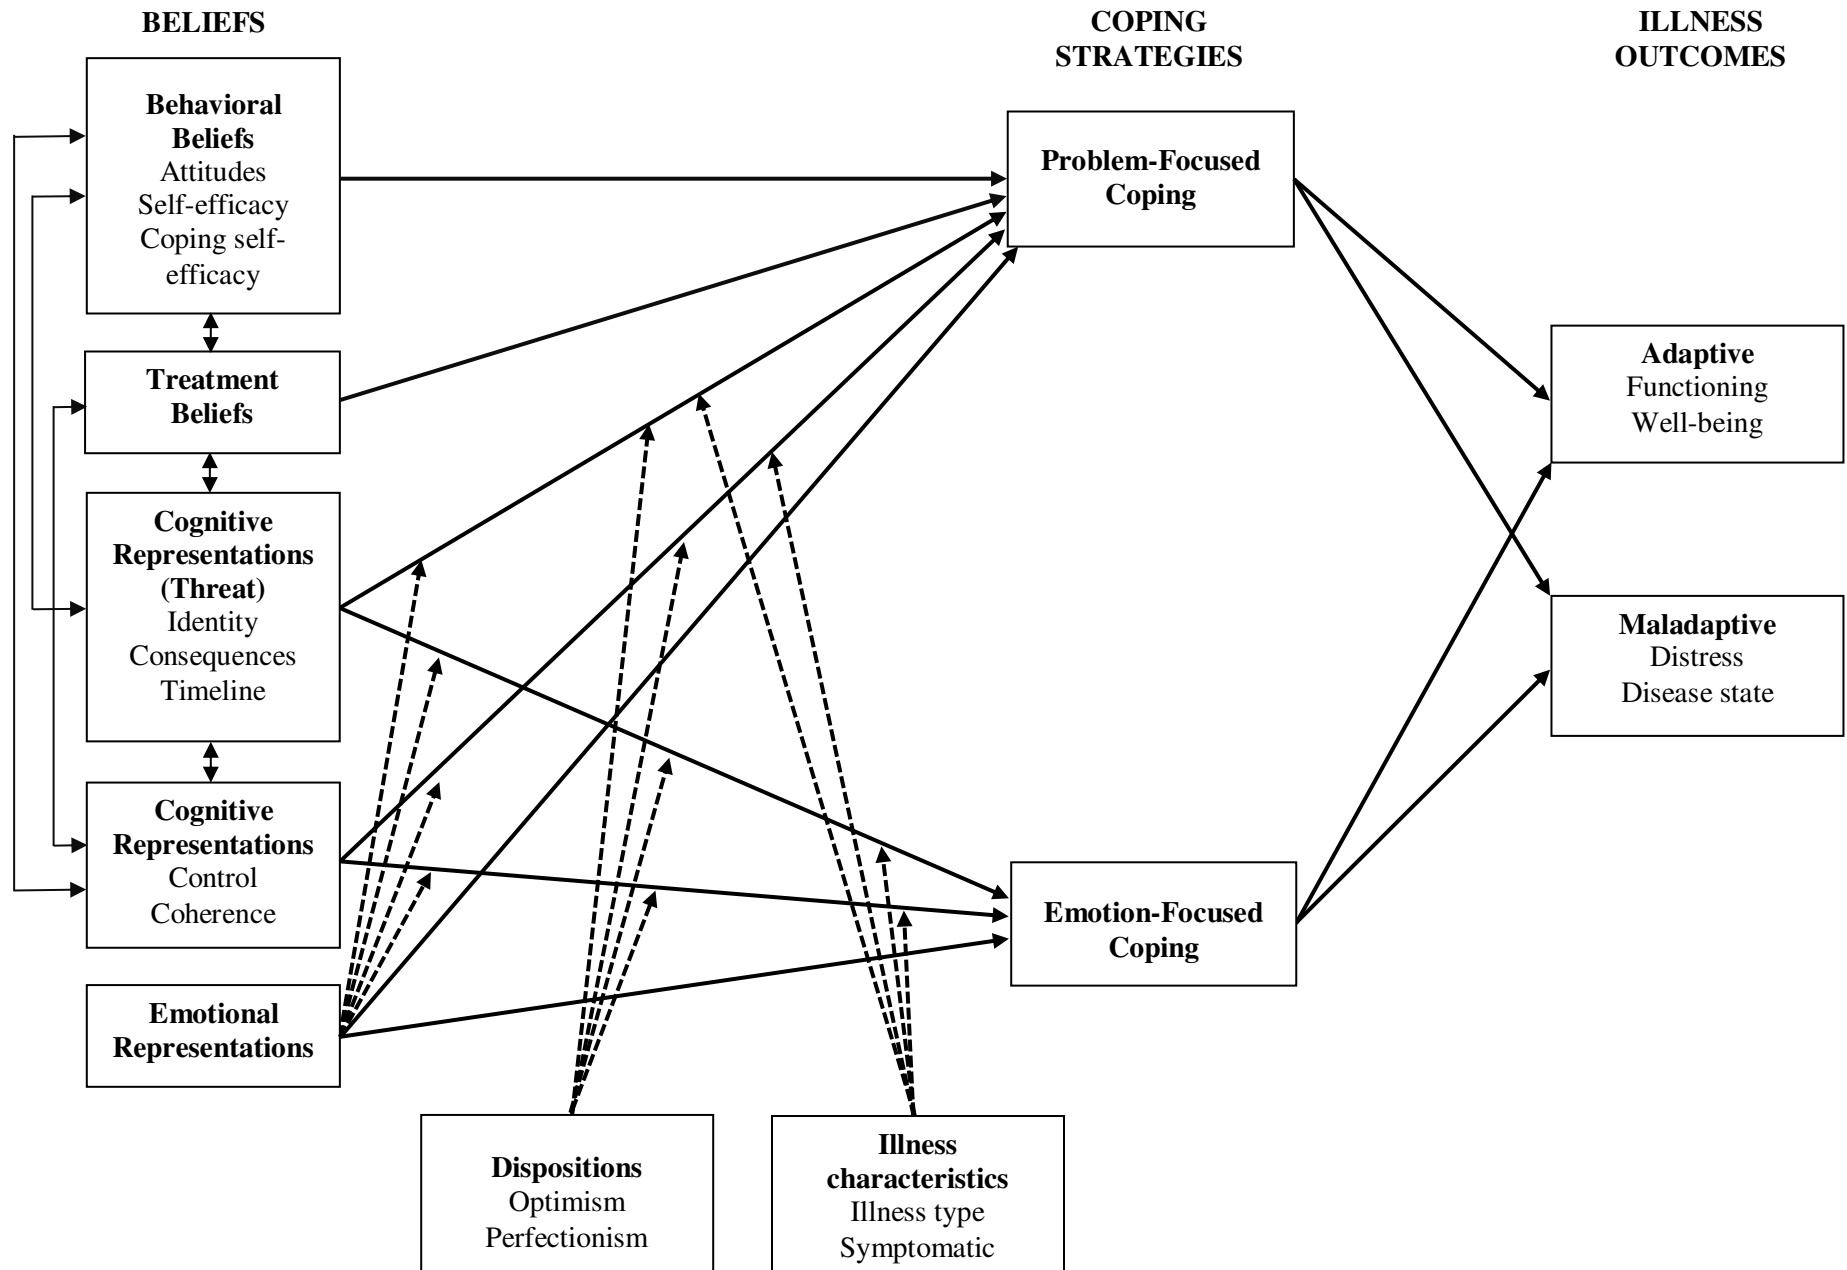 BELIEFS
COPING
STRATEGIES
ILLNESS
OUTCOMES
Behavioral
Beliefs
Attitudes
Self-efficacy
Coping self-
efficacy
Treatment
Beliefs
Cognitive
Representations
(Threat)
Identity
Consequences
Timeline
Cognitive
Representations
Control
Coherence
Emotional
Representations
Problem-Focused
Coping
Emotion-Focused
Coping
Adaptive
Functioning
Well-being
Maladaptive
Distress
Disease state
Dispositions
Optimism
Perfectionism
Illness
characteristics
Illness type
Symptomatic